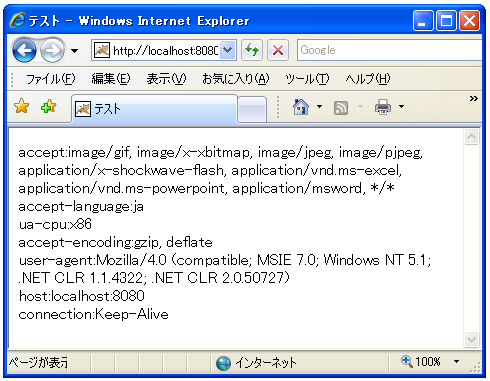 テスト - Windows Internet Explorer
http://localhost:8080
Google
ファイル(F) 編集(E) 表示(V) お気に入り(A) ツール(T) ヘルプ(H)
テスト
accept:image/gif, image/x-xbitmap, image/jpeg, image/pjpeg,
application/x-shockwave-flash, application/vnd.ms-excel,
application/vnd.ms-powerpoint, application/msword, */*
accept-language:ja
ua-cpu:x86
accept-encoding:gzip, deflate
user-agent:Mozilla/4.0 (compatible; MSIE 7.0; Windows NT 5.1;
.NET CLR 1.1.4322; .NET CLR 2.0.50727)
host:localhost:8080
connection:Keep-Alive
ページが表示 インターネット 100%